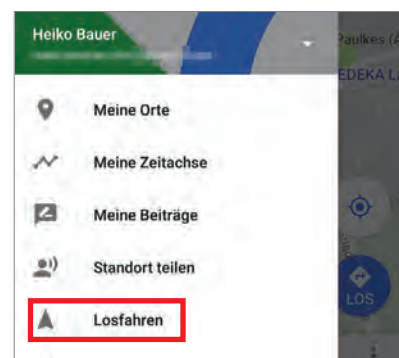 Heiko Bauer
Paulkes (A
EDEKA L
Meine Orte
Meine Zeitachse
Meine Beiträge
Standort teilen
LOS
Losfahren